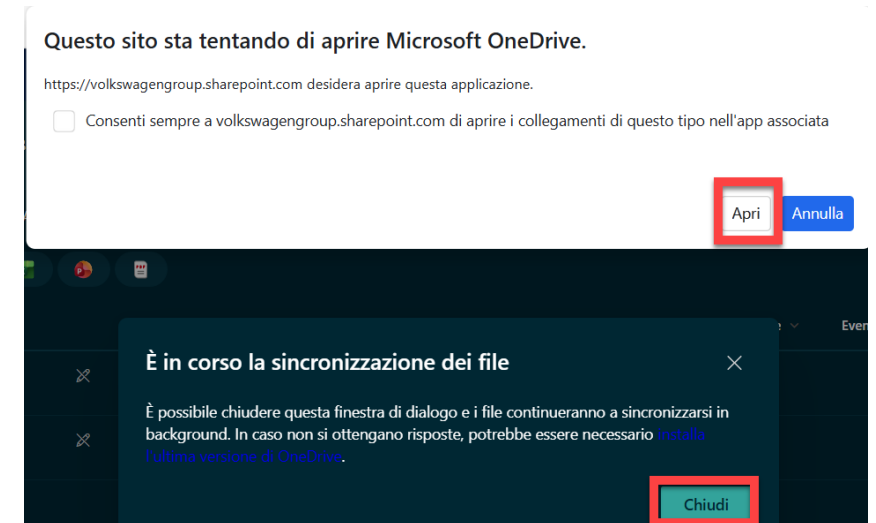 Questo sito sta tentando di aprire Microsoft OneDrive.
https://volkswagengroup.sharepoint.com desidera aprire questa applicazione.
Consenti sempre a volkswagengroup.sharepoint.com di aprire i collegamenti di questo tipo nell'app associata
Apri
Annulla
Even
È in corso la sincronizzazione dei file
È possibile chiudere questa finestra di dialogo e i file continueranno a sincronizzarsi in
background. In caso non si ottengano risposte, potrebbe essere necessario installa
l'ultima versione di OneDrive.
Chiudi